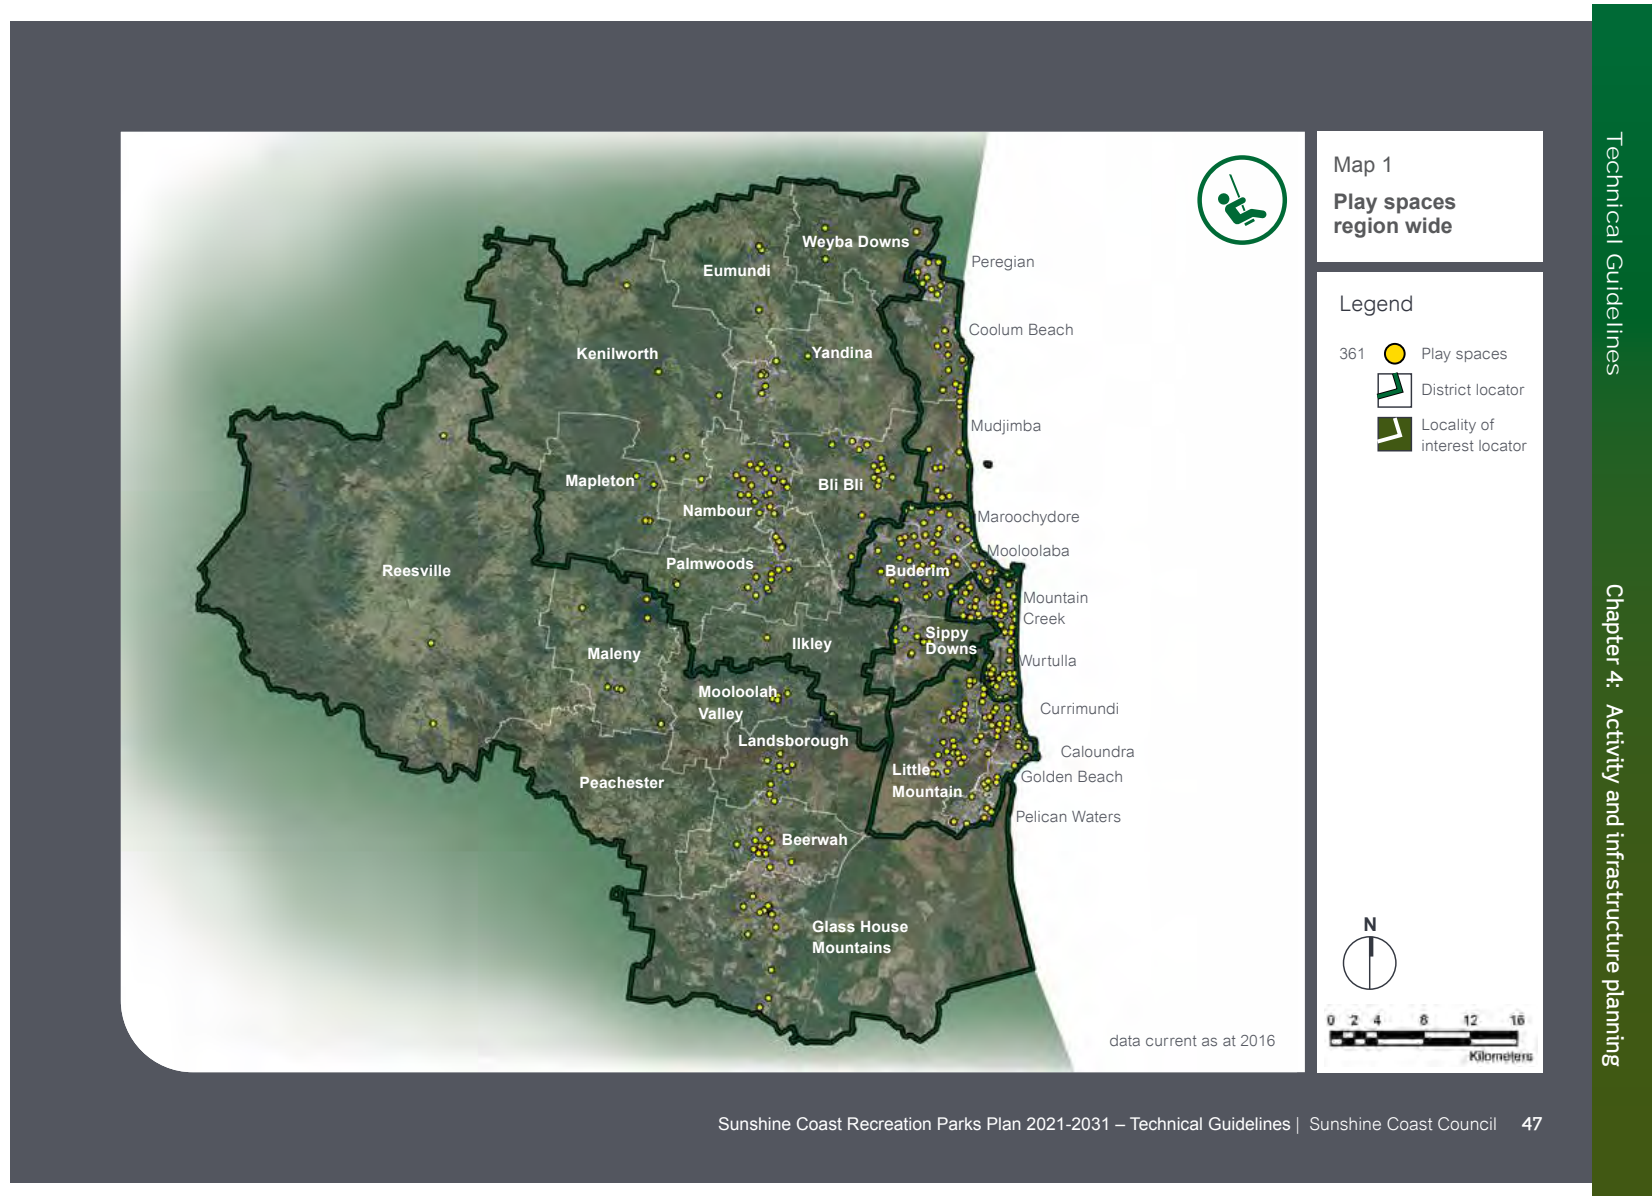 Map 1
Play spaces
region wide
Legend
361 Play spaces
District locator
Locality of
interest locator
N
0 2 4 8 12 16
Kilometers
Weyba Downs
Eumundi
Peregian
Coolum Beach
Kenilworth
Yandina
Mudjimba
Mapleton
Bli Bli
Nambour
Maroochydore
Mooloolaba
Palmwoods
Buderim
Reesville
Mountain
Creek
Sippy
Downs
Ilkley
Maleny
Wurtulla
Mooloolah
Valley
Currimundi
Landsborough
Caloundra
Little
Mountain
Golden Beach
Peachester
Pelican Waters
Beerwah
Glass House
Mountains
data current as at 2016
Sunshine Coast Recreation Parks Plan 2021-2031 – Technical Guidelines | Sunshine Coast Council 47
Technical Guidelines
Chapter 4: Activity and infrastructure planning